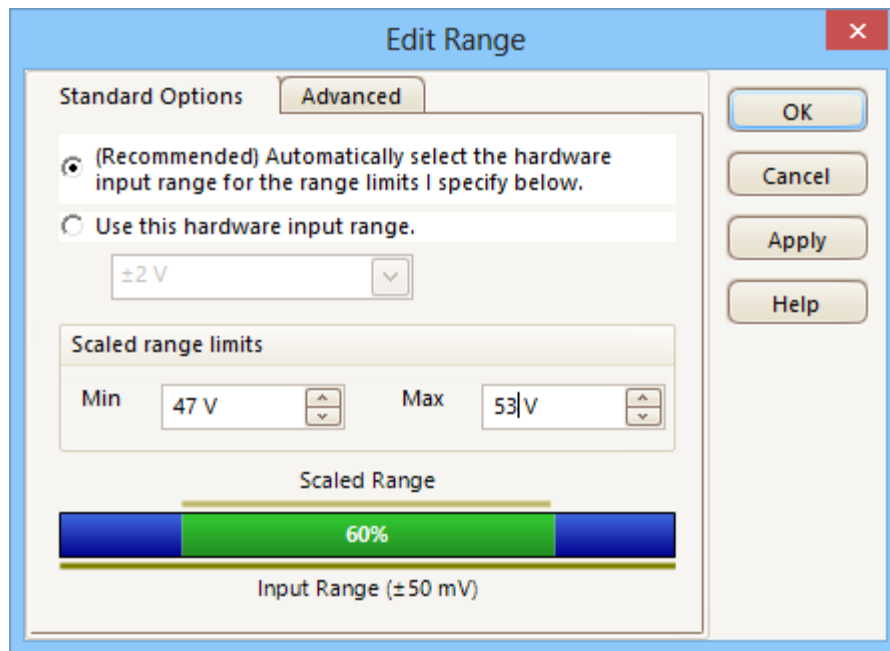 Edit Range
Standard Options
Advanced
(Recommended) Automatically select the hardware
input range for the range limits I specify below.
Use this hardware input range.
±2 V
Scaled range limits
Min
47 V
Max
53 V
Scaled Range
60%
Input Range (±50 mV)
OK
Cancel
Apply
Help